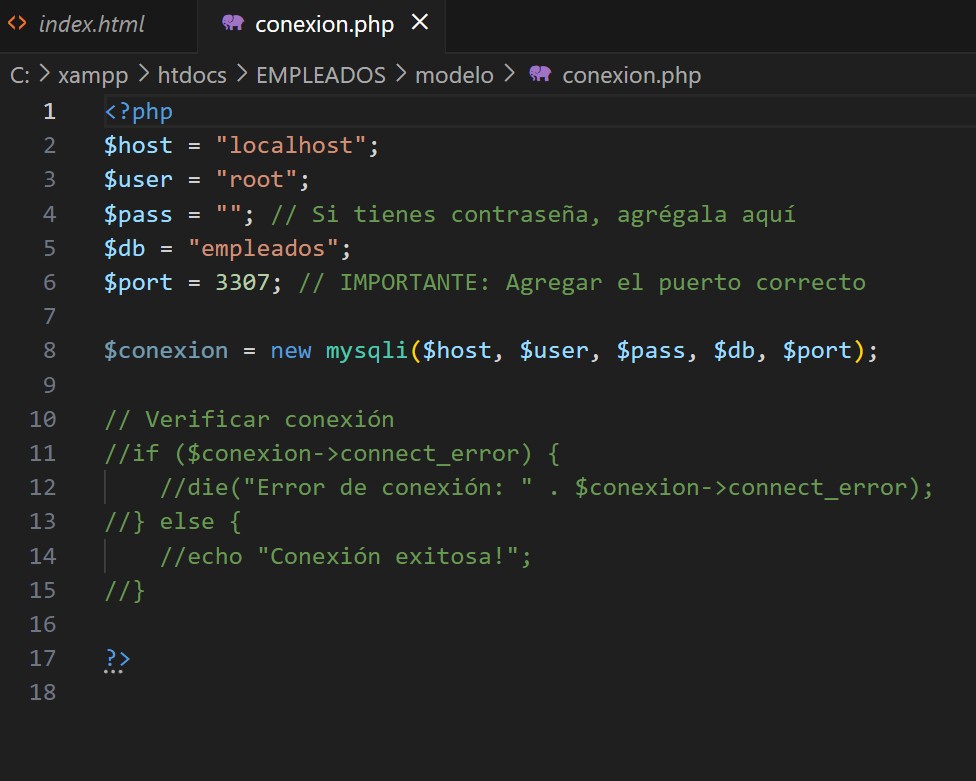 <> index.html
conexion.php ×
C: > xampp > htdocs > EMPLEADOS > modelo > conexion.php
1 <?php
2 $host = "localhost";
3 $user = "root";
4 $pass = ""; // Si tienes contraseña, agrégala aquí
5 $db = "empleados";
6 $port = 3307; // IMPORTANTE: Agregar el puerto correcto
7
8 $conexion = new mysqli($host, $user, $pass, $db, $port);
9
10 // Verificar conexión
11 //if ($conexion->connect_error) {
12     //die("Error de conexión: " . $conexion->connect_error);
13 //} else {
14     //echo "Conexión exitosa!";
15 //}
16
17 ?>
18